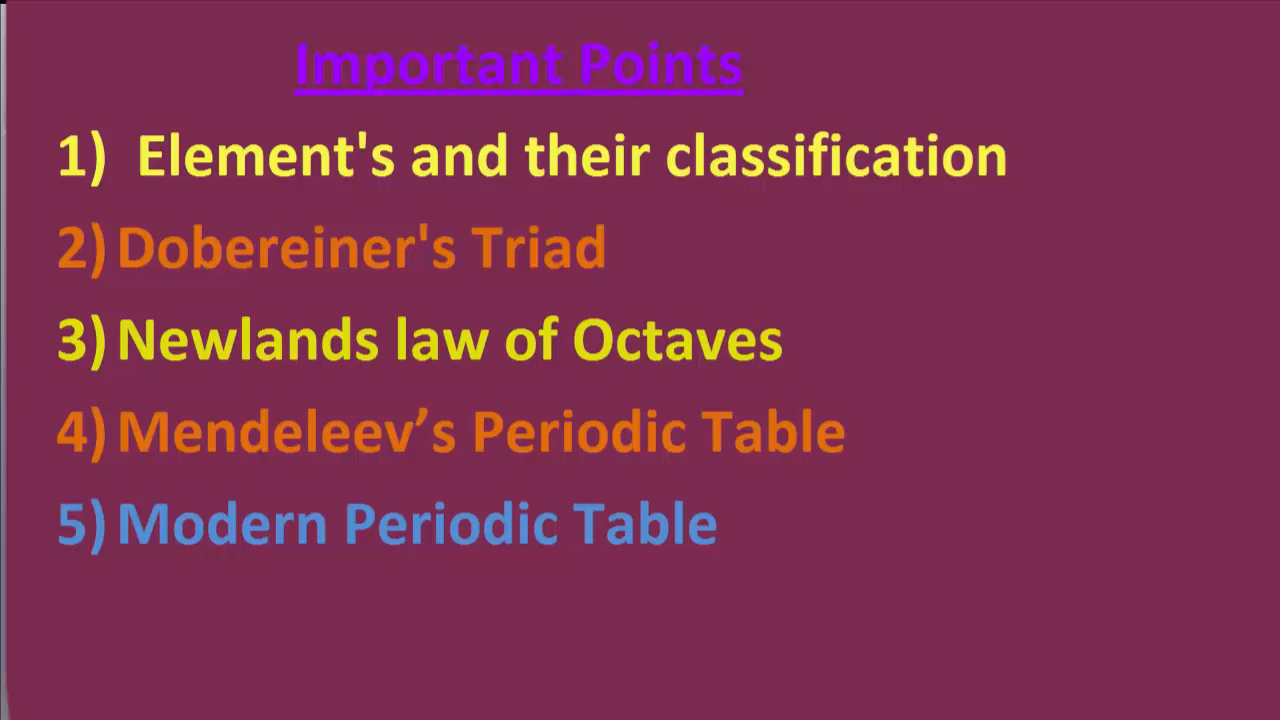 Important Points
1) Element's and their classification
2) Dobereiner's Triad
3) Newlands law of Octaves
4) Mendeleev’s Periodic Table
5) Modern Periodic Table